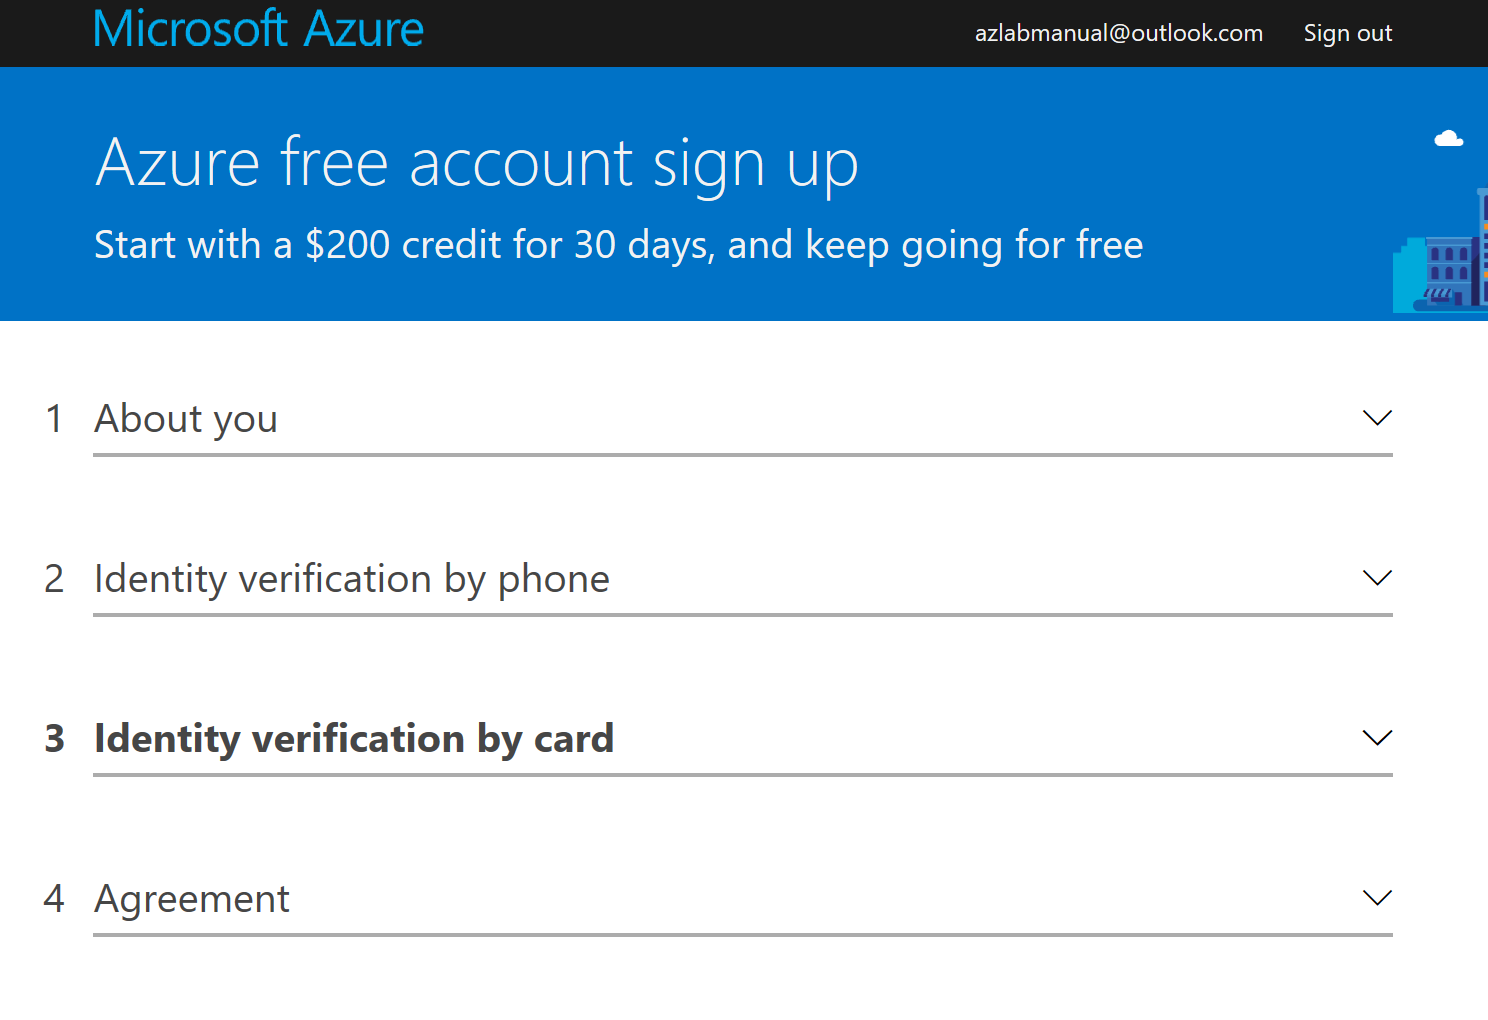 Microsoft Azure
azlabmanual@outlook.com Sign out
Azure free account sign up
Start with a $200 credit for 30 days, and keep going for free
1 About you
2 Identity verification by phone
3 Identity verification by card
4 Agreement